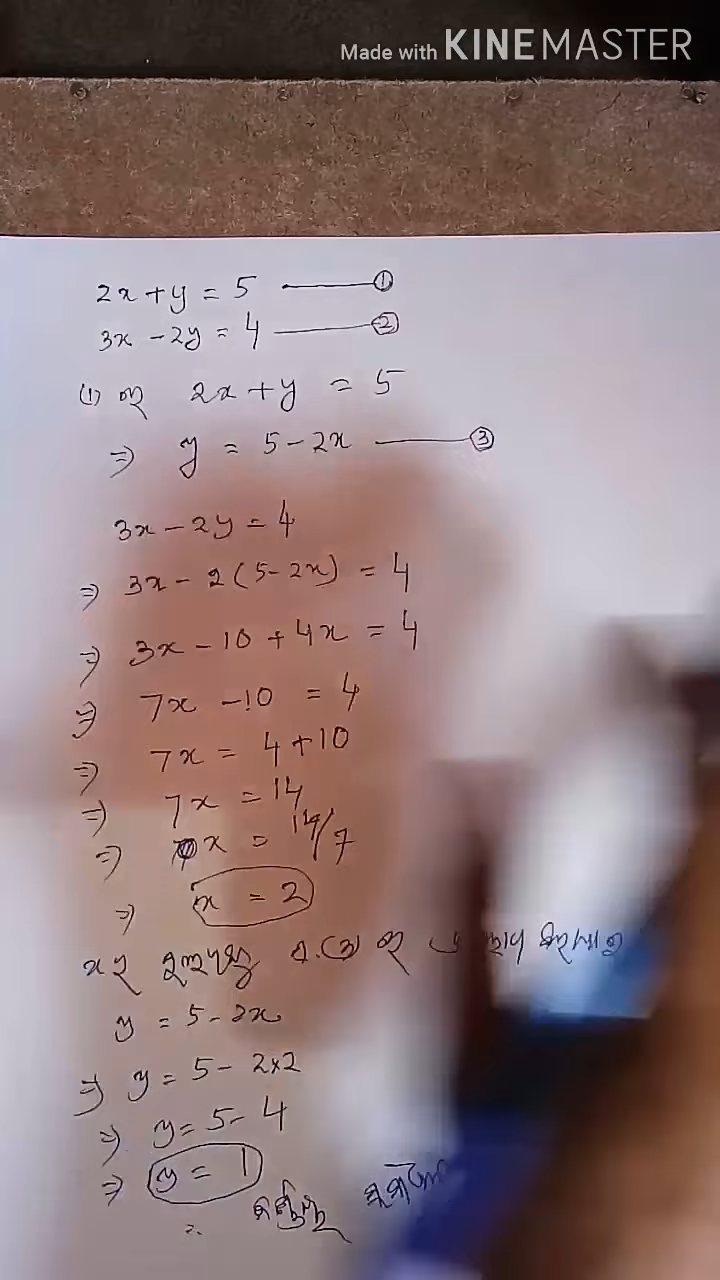 Made with KINEMASTER
2x + y = 5 ——— ①
3x - 2y = 4 ——— ②
(1) ରୁ 2x + y = 5
⇒ y = 5 - 2x ——— ③
3x - 2y = 4
⇒ 3x - 2(5 - 2x) = 4
⇒ 3x - 10 + 4x = 4
⇒ 7x - 10 = 4
⇒ 7x = 4 + 10
⇒ 7x = 14
⇒ x = 14/7
⇒ x = 2
x ର
y = 5 - 2x
⇒ y = 5 - 2×2
⇒ y = 5 - 4
⇒ y = 1